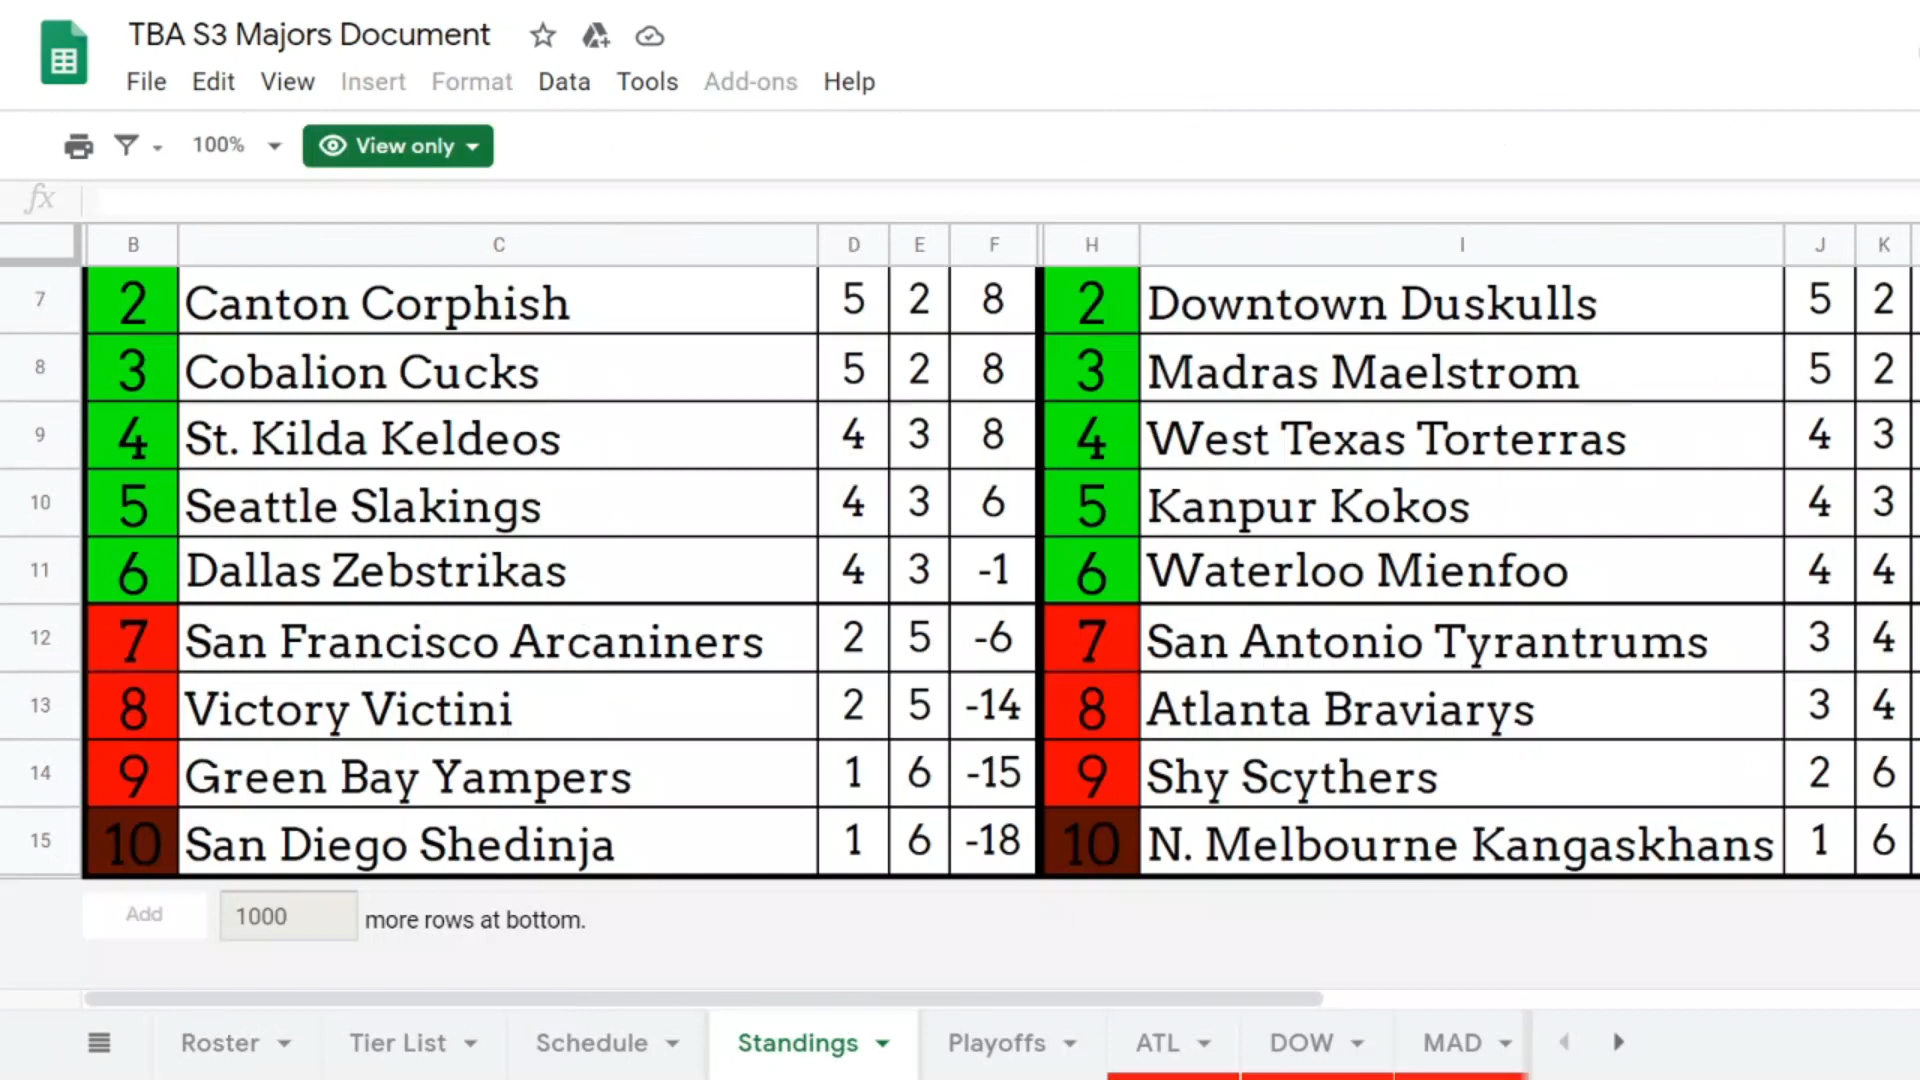 TBA S3 Majors Document
File Edit View Insert Format Data Tools Add-ons Help
100% View only
fx
B C D E F H I J K
7 2 Canton Corphish 5 2 8 2 Downtown Duskulls 5 2
8 3 Cobalion Cucks 5 2 8 3 Madras Maelstrom 5 2
9 4 St. Kilda Keldeos 4 3 8 4 West Texas Torterras 4 3
10 5 Seattle Slakings 4 3 6 5 Kanpur Kokos 4 3
11 6 Dallas Zebstrikas 4 3 -1 6 Waterloo Mienfoo 4 4
12 7 San Francisco Arcaniners 2 5 -6 7 San Antonio Tyrantrums 3 4
13 8 Victory Victini 2 5 -14 8 Atlanta Braviarys 3 4
14 9 Green Bay Yampers 1 6 -15 9 Shy Scythers 2 6
15 10 San Diego Shedinja 1 6 -18 10 N. Melbourne Kangaskhans 1 6
Add 1000 more rows at bottom.
Roster Tier List Schedule Standings Playoffs ATL DOW MAD